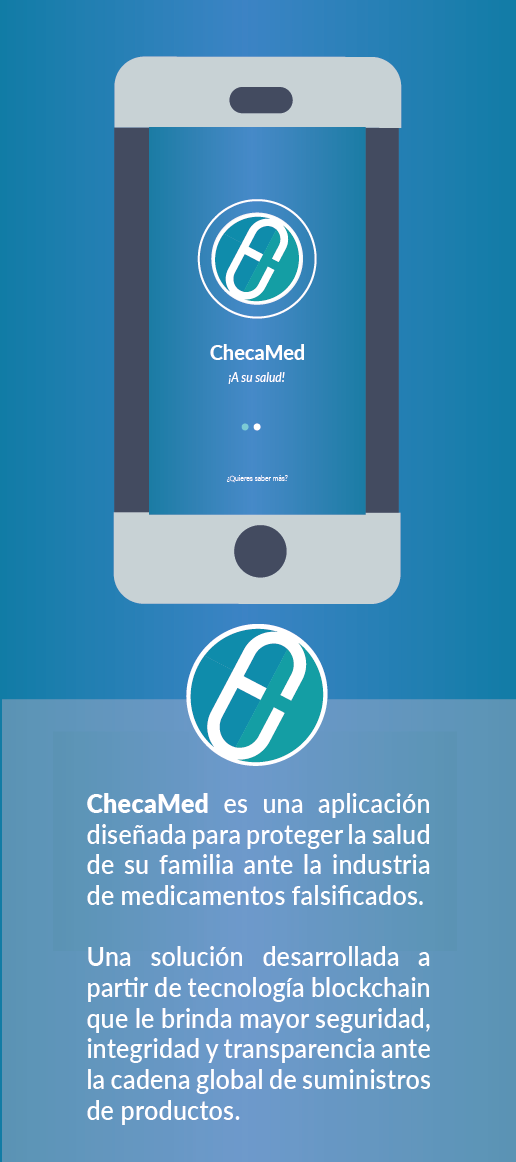 ChecaMed
¡A su salud!
¿Quieres saber más?
ChecaMed es una aplicación
diseñada para proteger la salud
de su familia ante la industria
de medicamentos falsificados.
Una solución desarrollada a
partir de tecnología blockchain
que le brinda mayor seguridad,
integridad y transparencia ante
la cadena global de suministros
de productos.